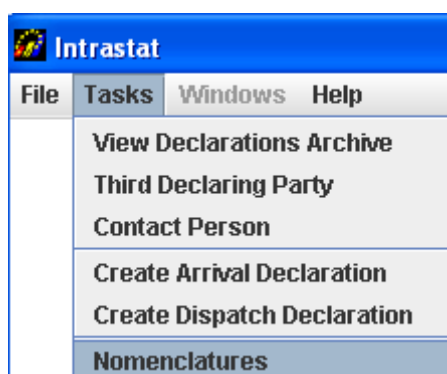 Intrastat
File Tasks Windows Help
View Declarations Archive
Third Declaring Party
Contact Person
Create Arrival Declaration
Create Dispatch Declaration
Nomenclatures